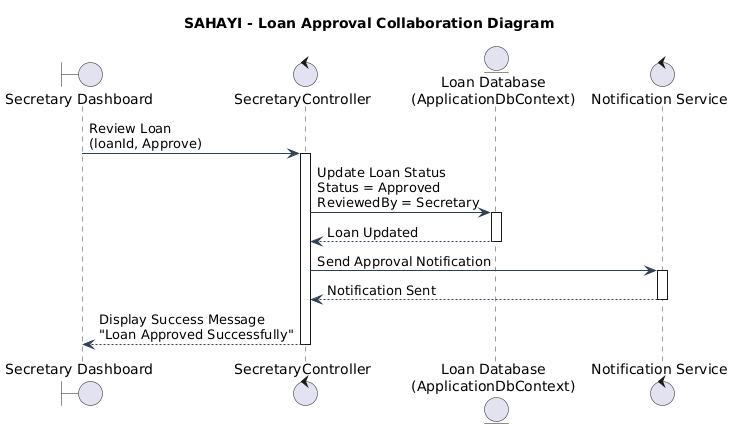 SAHAYI - Loan Approval Collaboration Diagram
Secretary Dashboard
SecretaryController
Loan Database
(ApplicationDbContext)
Notification Service
Review Loan
(loanId, Approve)
Update Loan Status
Status = Approved
ReviewedBy = Secretary
Loan Updated
Send Approval Notification
Notification Sent
Display Success Message
"Loan Approved Successfully"
Secretary Dashboard
SecretaryController
Loan Database
(ApplicationDbContext)
Notification Service